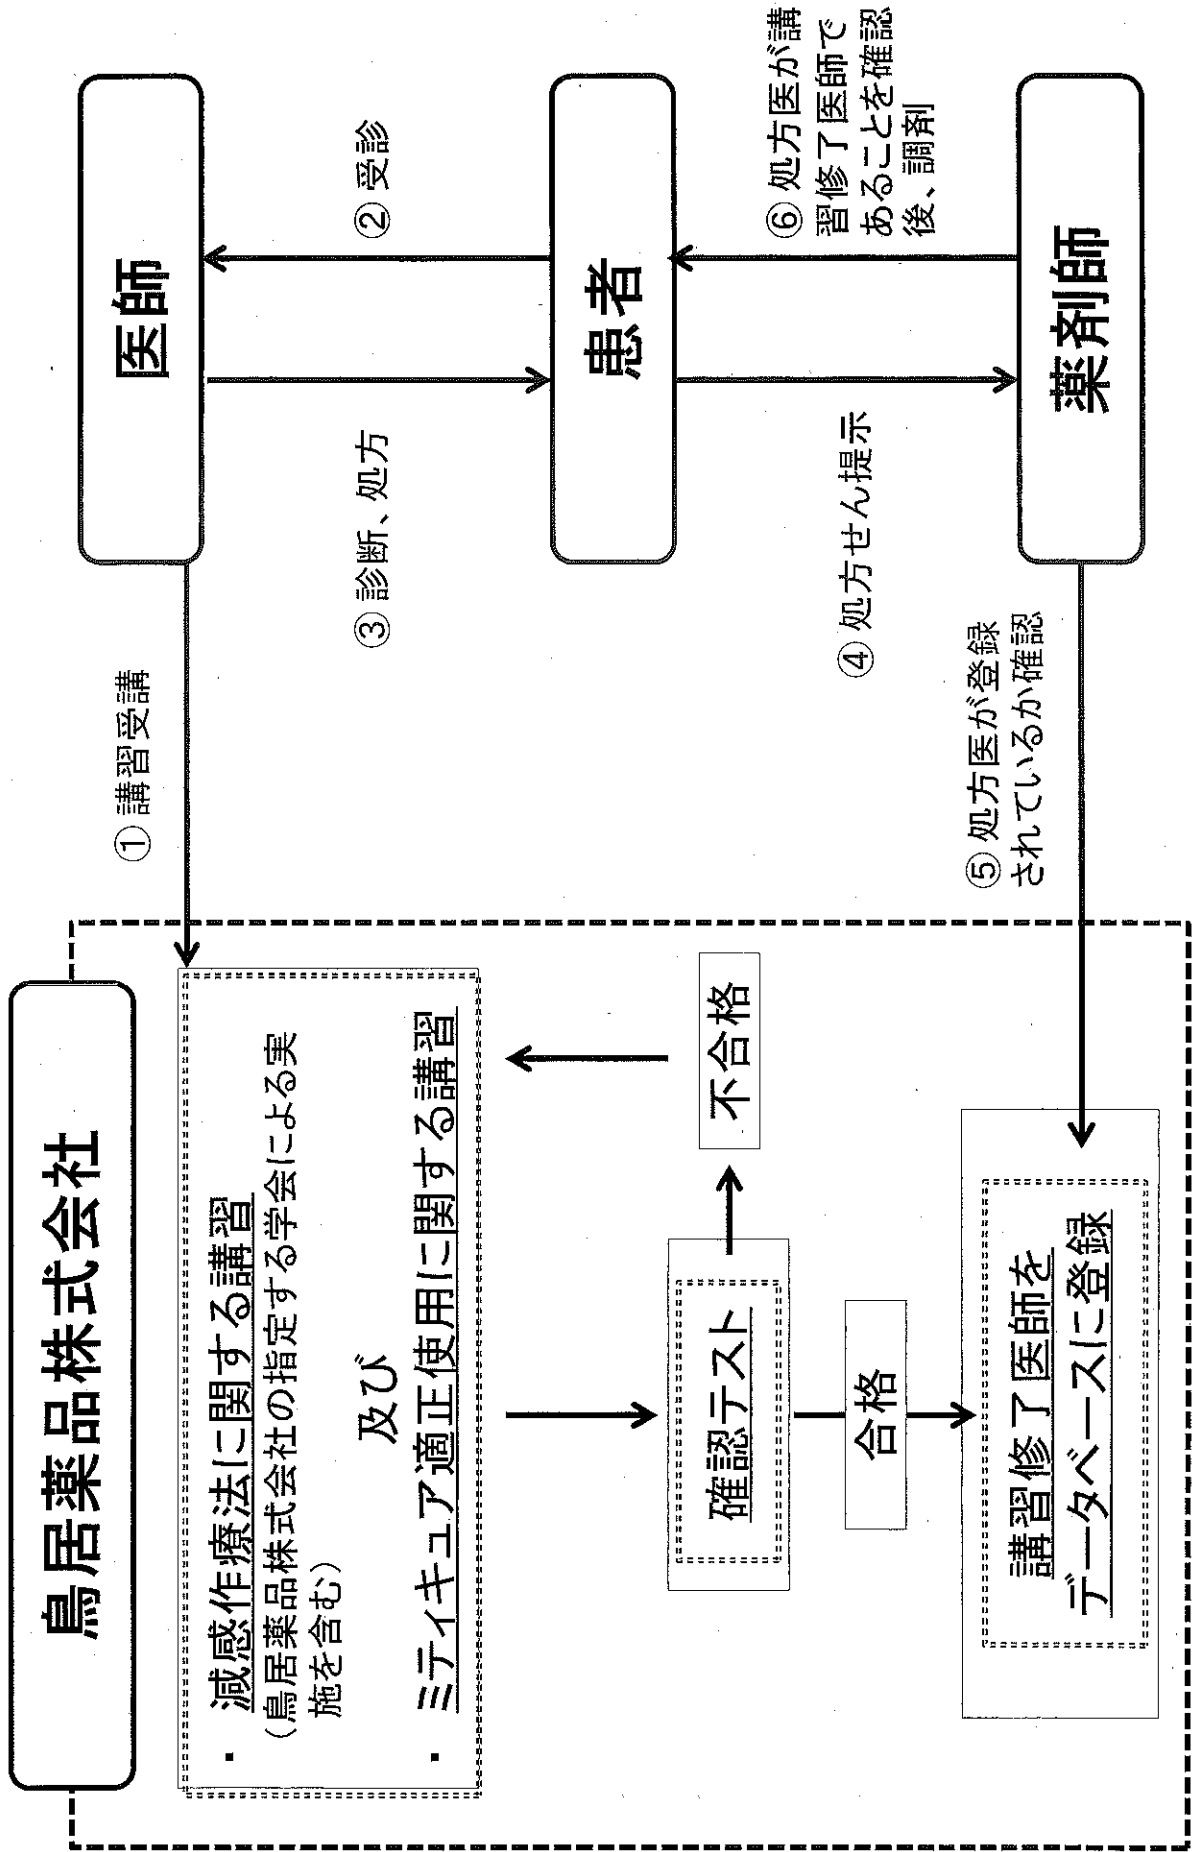 鳥居薬品株式会社
・減感作療法に関する講習
（鳥居薬品株式会社の指定する学会による実
施を含む）
及び
・ミティキュア適正使用に関する講習
確認テスト
不合格
合格
講習修了医師を
データベースに登録
①講習受講
医師
②受診
③診断、処方
患者
④処方せん提示
⑤処方医が登録
されているか確認
⑥処方医が講
習修了医師で
あることを確認
後、調剤
薬剤師